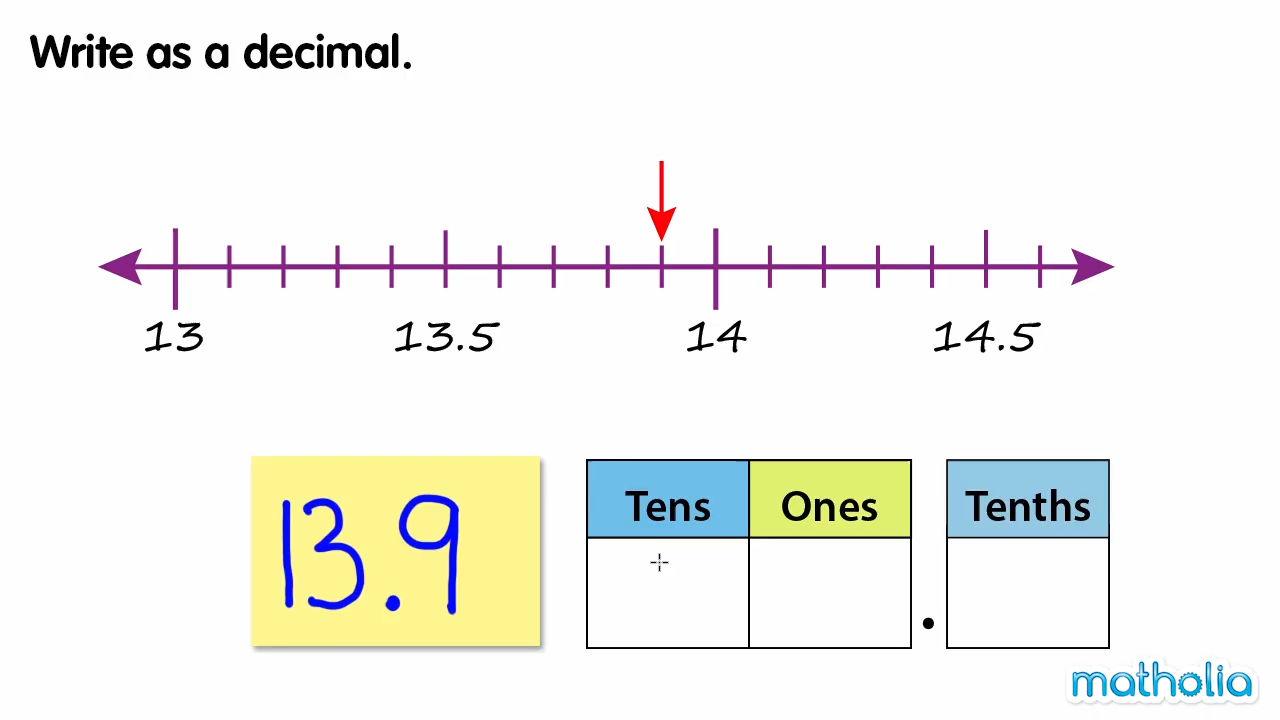 Write as a decimal.
13 13.5 14 14.5
13.9
Tens Ones Tenths
.
matholia